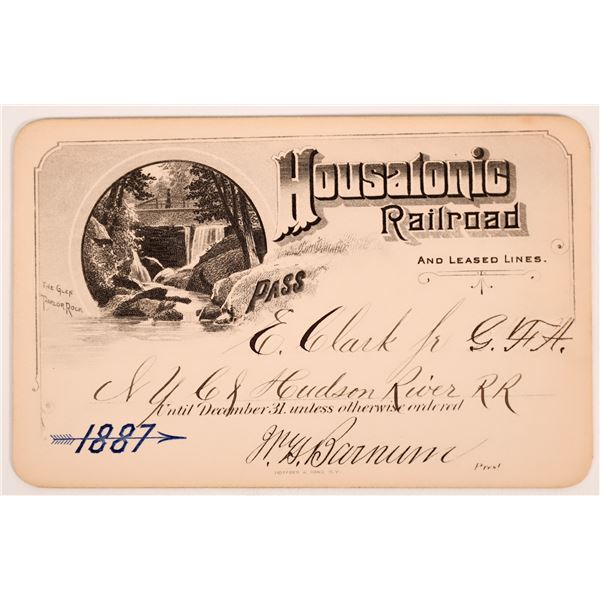 Housatonic
Railroad
AND LEASED LINES.
THE GLEN
TAYLOR ROCK
PASS
E. Clark Jr G. F. A.
N Y C & Hudson River RR
Until December 31. unless otherwise ordered
1887
Wm H. Barnum
Prest
N.Y.